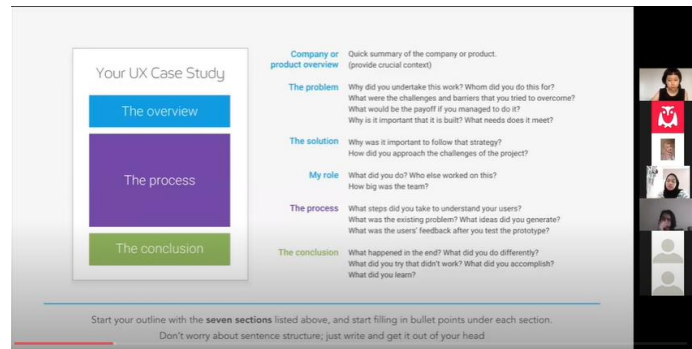 Your UX Case Study
The overview
The process
The conclusion
Company or
product overview
Quick summary of the company or product.
(provide crucial context)
The problem
Why did you undertake this work? Whom did you do this for?
What were the challenges and barriers that you tried to overcome?
What would be the payoff if you managed to do it?
Why is it important that it is built? What needs does it meet?
The solution
Why was it important to follow that strategy?
How did you approach the challenges of the project?
My role
What did you do? Who else worked on this?
How big was the team?
The process
What steps did you take to understand your users?
What was the existing problem? What ideas did you generate?
What was the users' feedback after you test the prototype?
The conclusion
What happened in the end? What did you do differently?
What did you try that didn't work? What did you accomplish?
What did you learn?
Start your outline with the seven sections listed above, and start filling in bullet points under each section.
Don't worry about sentence structure; just write and get it out of your head